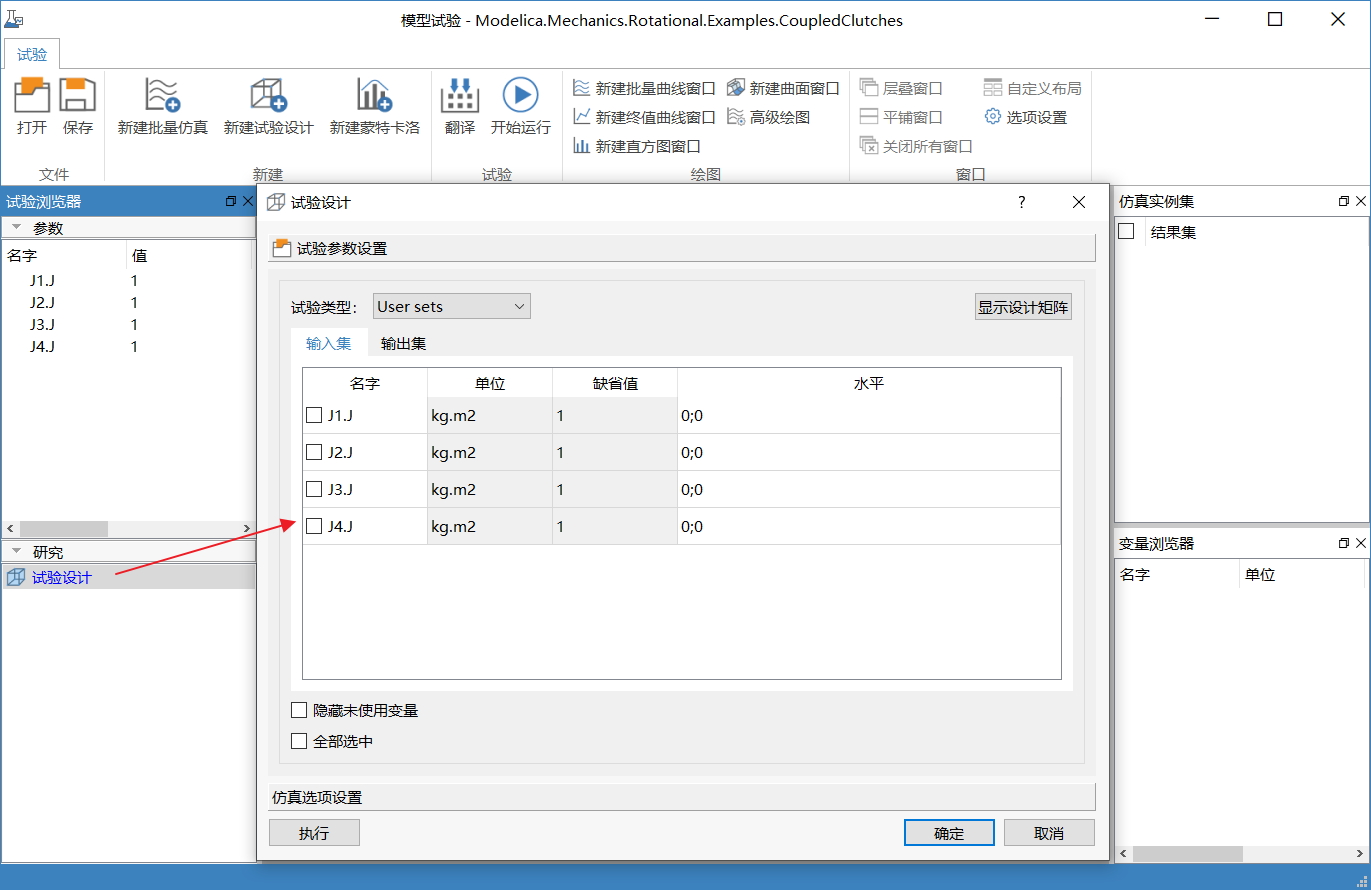 模型试验 - Modelica.Mechanics.Rotational.Examples.CoupledClutches
试验
打开 保存 新建批量仿真 新建试验设计 新建蒙特卡洛 翻译 开始运行
新建批量曲线窗口 新建曲面窗口 层叠窗口 自定义布局
新建终值曲线窗口 高级绘图 平铺窗口 选项设置
新建直方图窗口 关闭所有窗口
文件 新建 试验 绘图 窗口
试验浏览器
参数
名字 值
J1.J 1
J2.J 1
J3.J 1
J4.J 1
研究
试验设计
试验设计 ?
试验参数设置
试验类型: User sets 显示设计矩阵
输入集 输出集
名字 单位 缺省值 水平
J1.J kg.m2 1 0;0
J2.J kg.m2 1 0;0
J3.J kg.m2 1 0;0
J4.J kg.m2 1 0;0
隐藏未使用变量
全部选中
仿真选项设置
执行 确定 取消
仿真实例集
结果集
变量浏览器
名字 单位